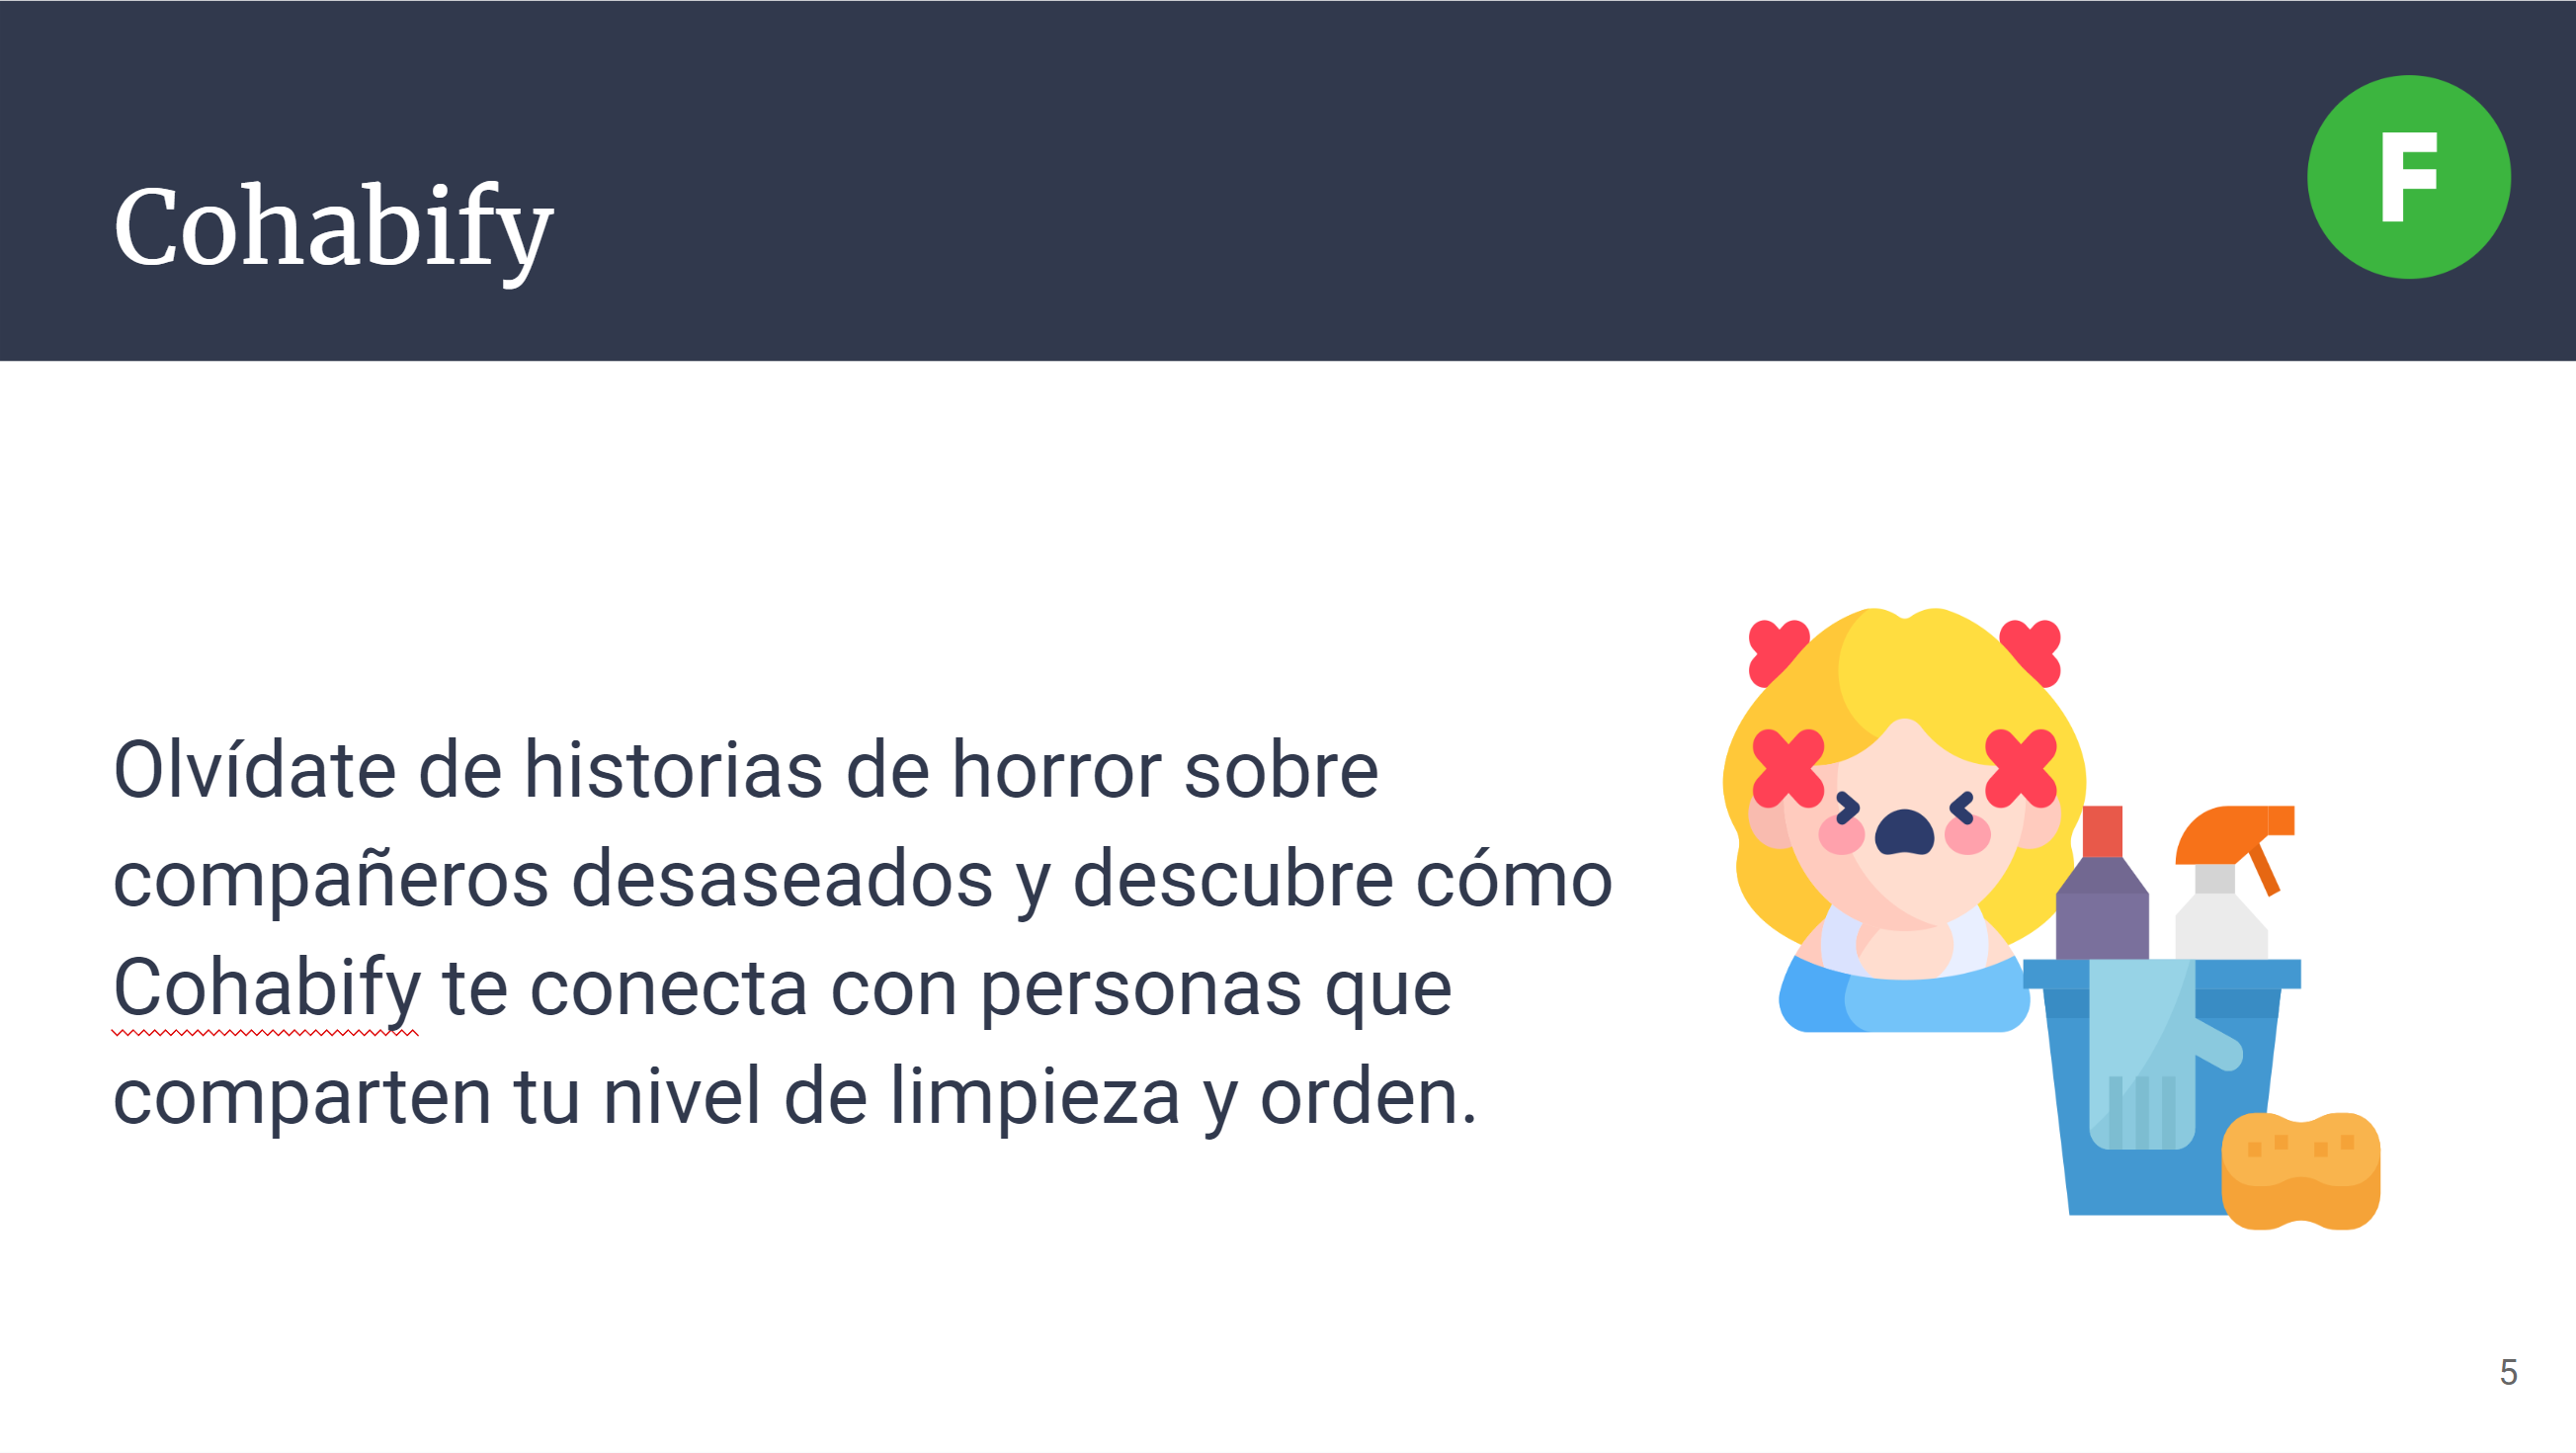 Cohabify
F
Olvídate de historias de horror sobre
compañeros desaseados y descubre cómo
Cohabify te conecta con personas que
comparten tu nivel de limpieza y orden.
5